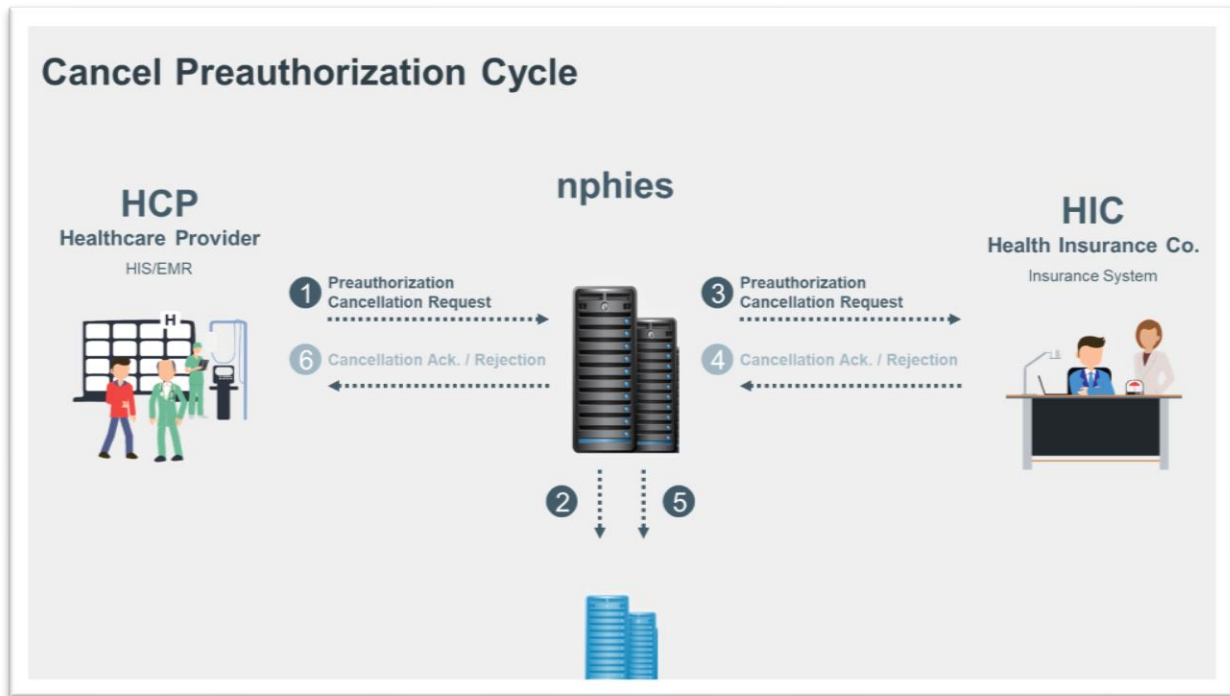 Cancel Preauthorization Cycle
nphies
HCP
Healthcare Provider
HIS/EMR
HIC
Health Insurance Co.
Insurance System
H
1 Preauthorization
Cancellation Request
3 Preauthorization
Cancellation Request
6 Cancellation Ack. / Rejection
4 Cancellation Ack. / Rejection
2
5